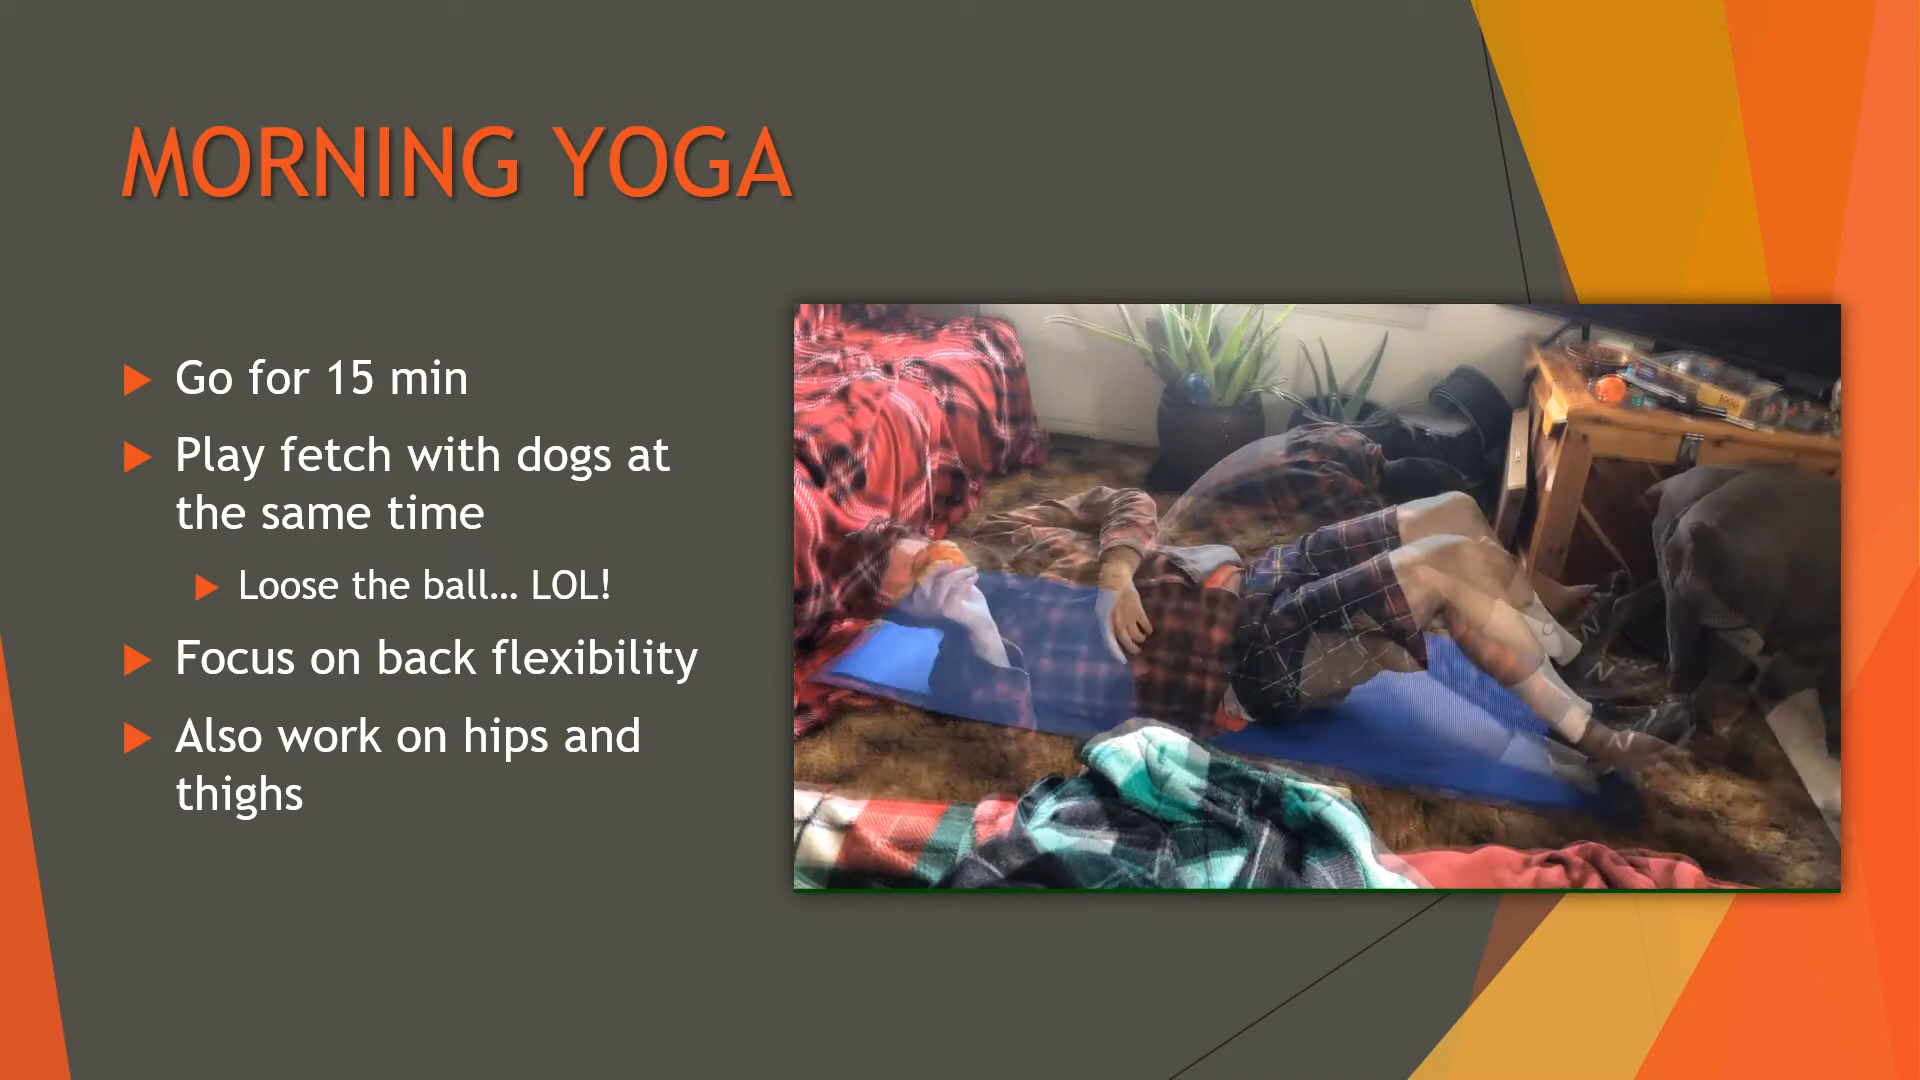 MORNING YOGA
Go for 15 min
Play fetch with dogs at
the same time
Loose the ball... LOL!
Focus on back flexibility
Also work on hips and
thighs